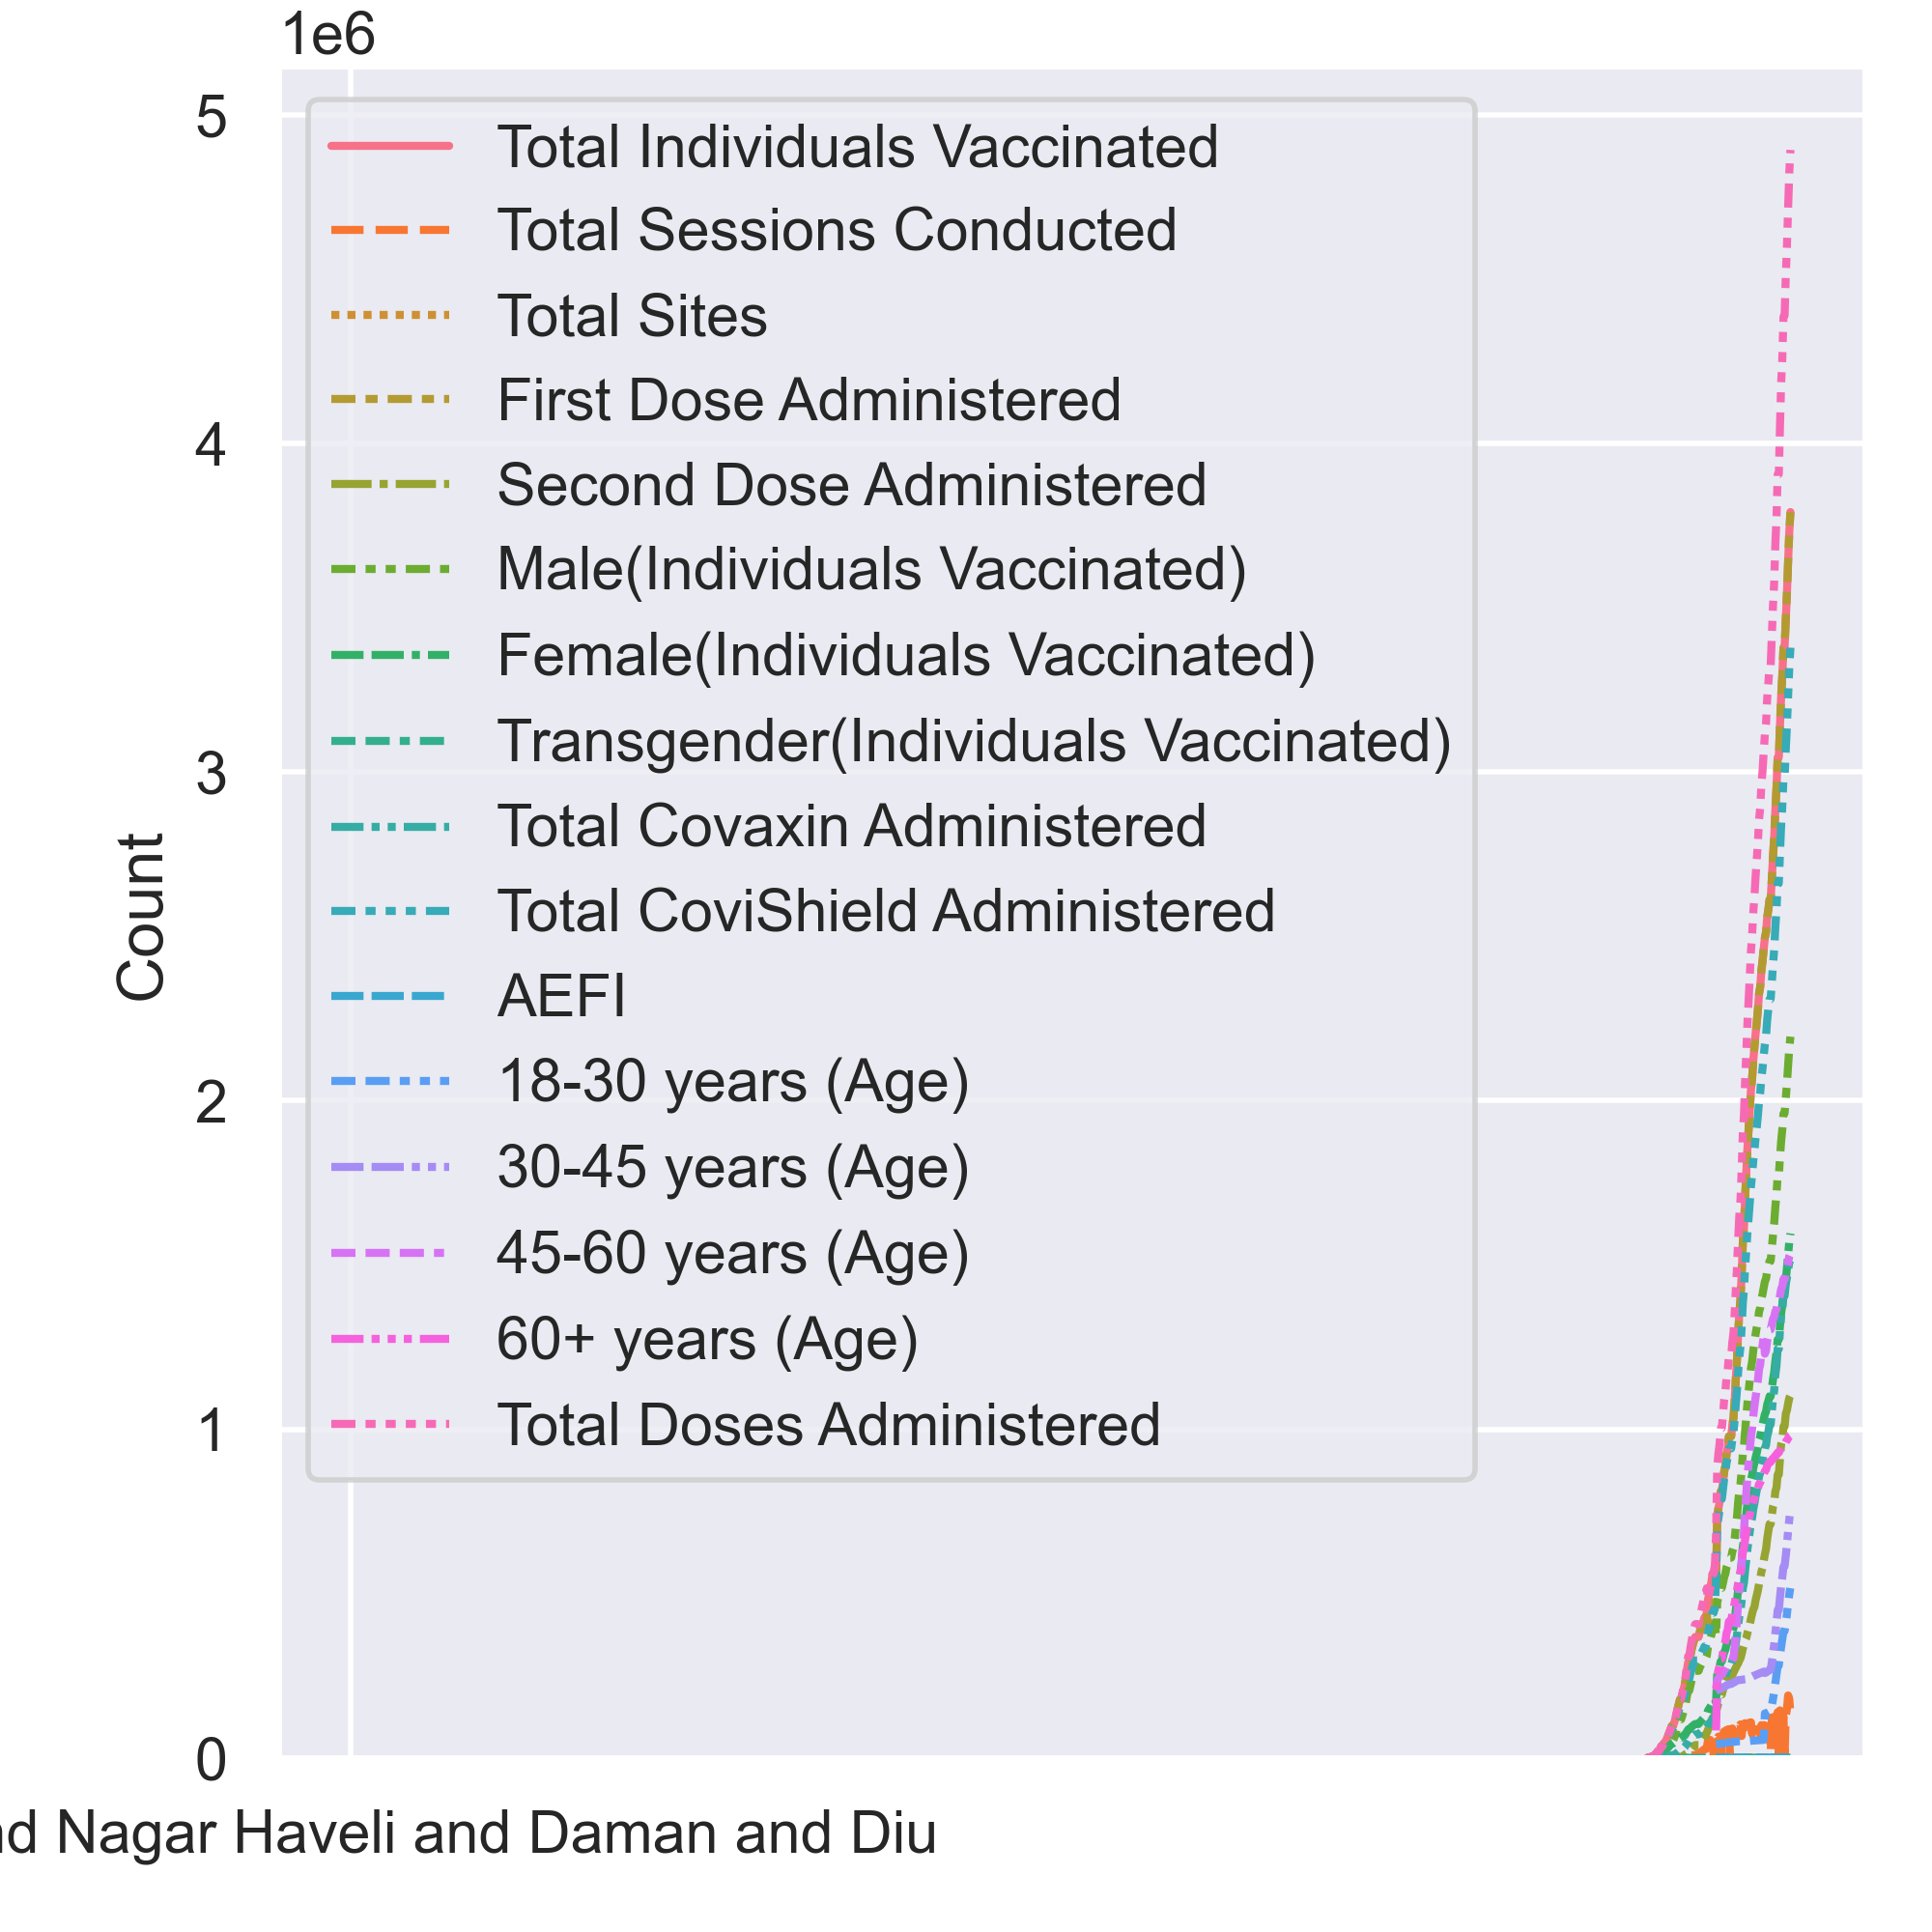 1e6
5
4
3
2
1
0
Count
Total Individuals Vaccinated
Total Sessions Conducted
Total Sites
First Dose Administered
Second Dose Administered
Male(Individuals Vaccinated)
Female(Individuals Vaccinated)
Transgender(Individuals Vaccinated)
Total Covaxin Administered
Total CoviShield Administered
AEFI
18-30 years (Age)
30-45 years (Age)
45-60 years (Age)
60+ years (Age)
Total Doses Administered
Nagar Haveli and Daman and Diu